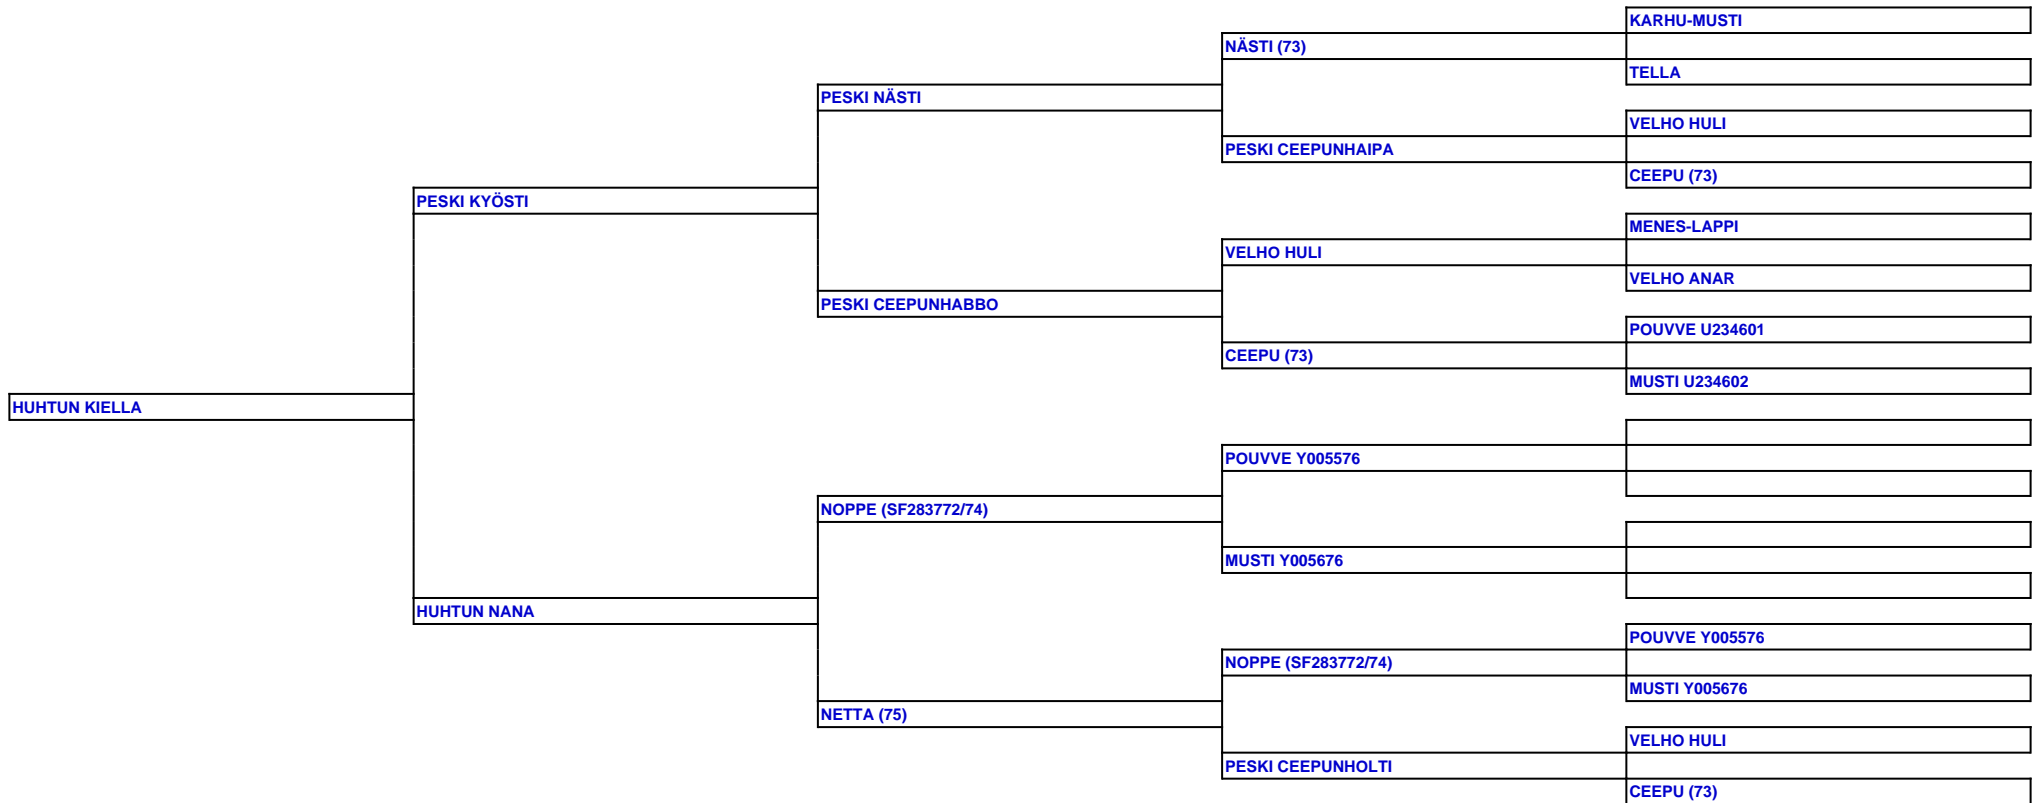 KARHU-MUSTI
NÄSTI (73)
TELLA
PESKI NÄSTI
VELHO HULI
PESKI CEEPUNHAIPA
CEEPU (73)
PESKI KYÖSTI
MENES-LAPPI
VELHO HULI
VELHO ANAR
PESKI CEEPUNHABBO
POUVVE U234601
CEEPU (73)
MUSTI U234602
HUHTUN KIELLA
POUVVE Y005576
NOPPE (SF283772/74)
MUSTI Y005676
HUHTUN NANA
POUVVE Y005576
NOPPE (SF283772/74)
MUSTI Y005676
NETTA (75)
VELHO HULI
PESKI CEEPUNHOLTI
CEEPU (73)